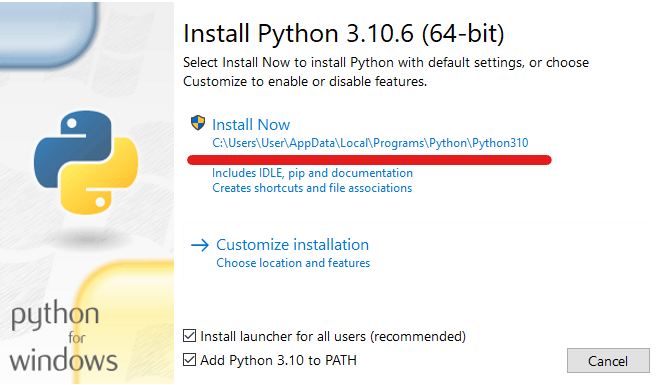 Install Python 3.10.6 (64-bit)
Select Install Now to install Python with default settings, or choose
Customize to enable or disable features.
Install Now
C:\Users\User\AppData\Local\Programs\Python\Python310
Includes IDLE, pip and documentation
Creates shortcuts and file associations
Customize installation
Choose location and features
python
for
windows
Install launcher for all users (recommended)
Add Python 3.10 to PATH
Cancel